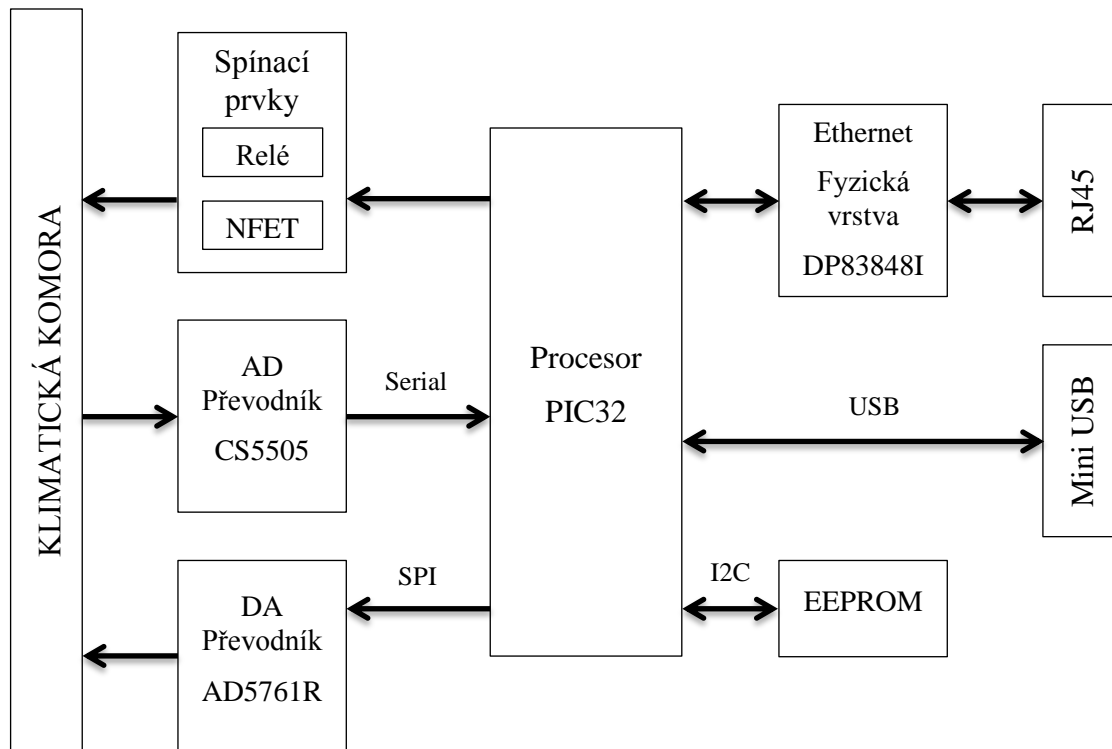 KLIMATICKÁ KOMORA
Spínací
prvky
Relé
NFET
AD
Převodník
CS5505
DA
Převodník
AD5761R
Serial
SPI
Procesor
PIC32
Ethernet
Fyzická
vrstva
DP83848I
RJ45
USB
Mini USB
I2C
EEPROM